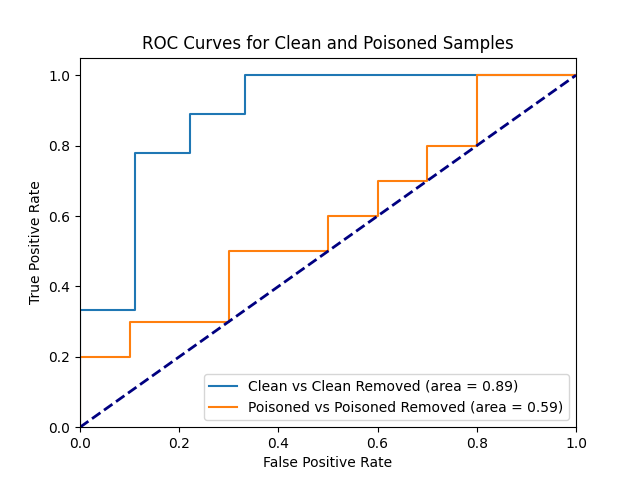 ROC Curves for Clean and Poisoned Samples
1.0
0.8
0.6
0.4
0.2
0.0
True Positive Rate
Clean vs Clean Removed (area = 0.89)
Poisoned vs Poisoned Removed (area = 0.59)
0.0 0.2 0.4 0.6 0.8 1.0
False Positive Rate